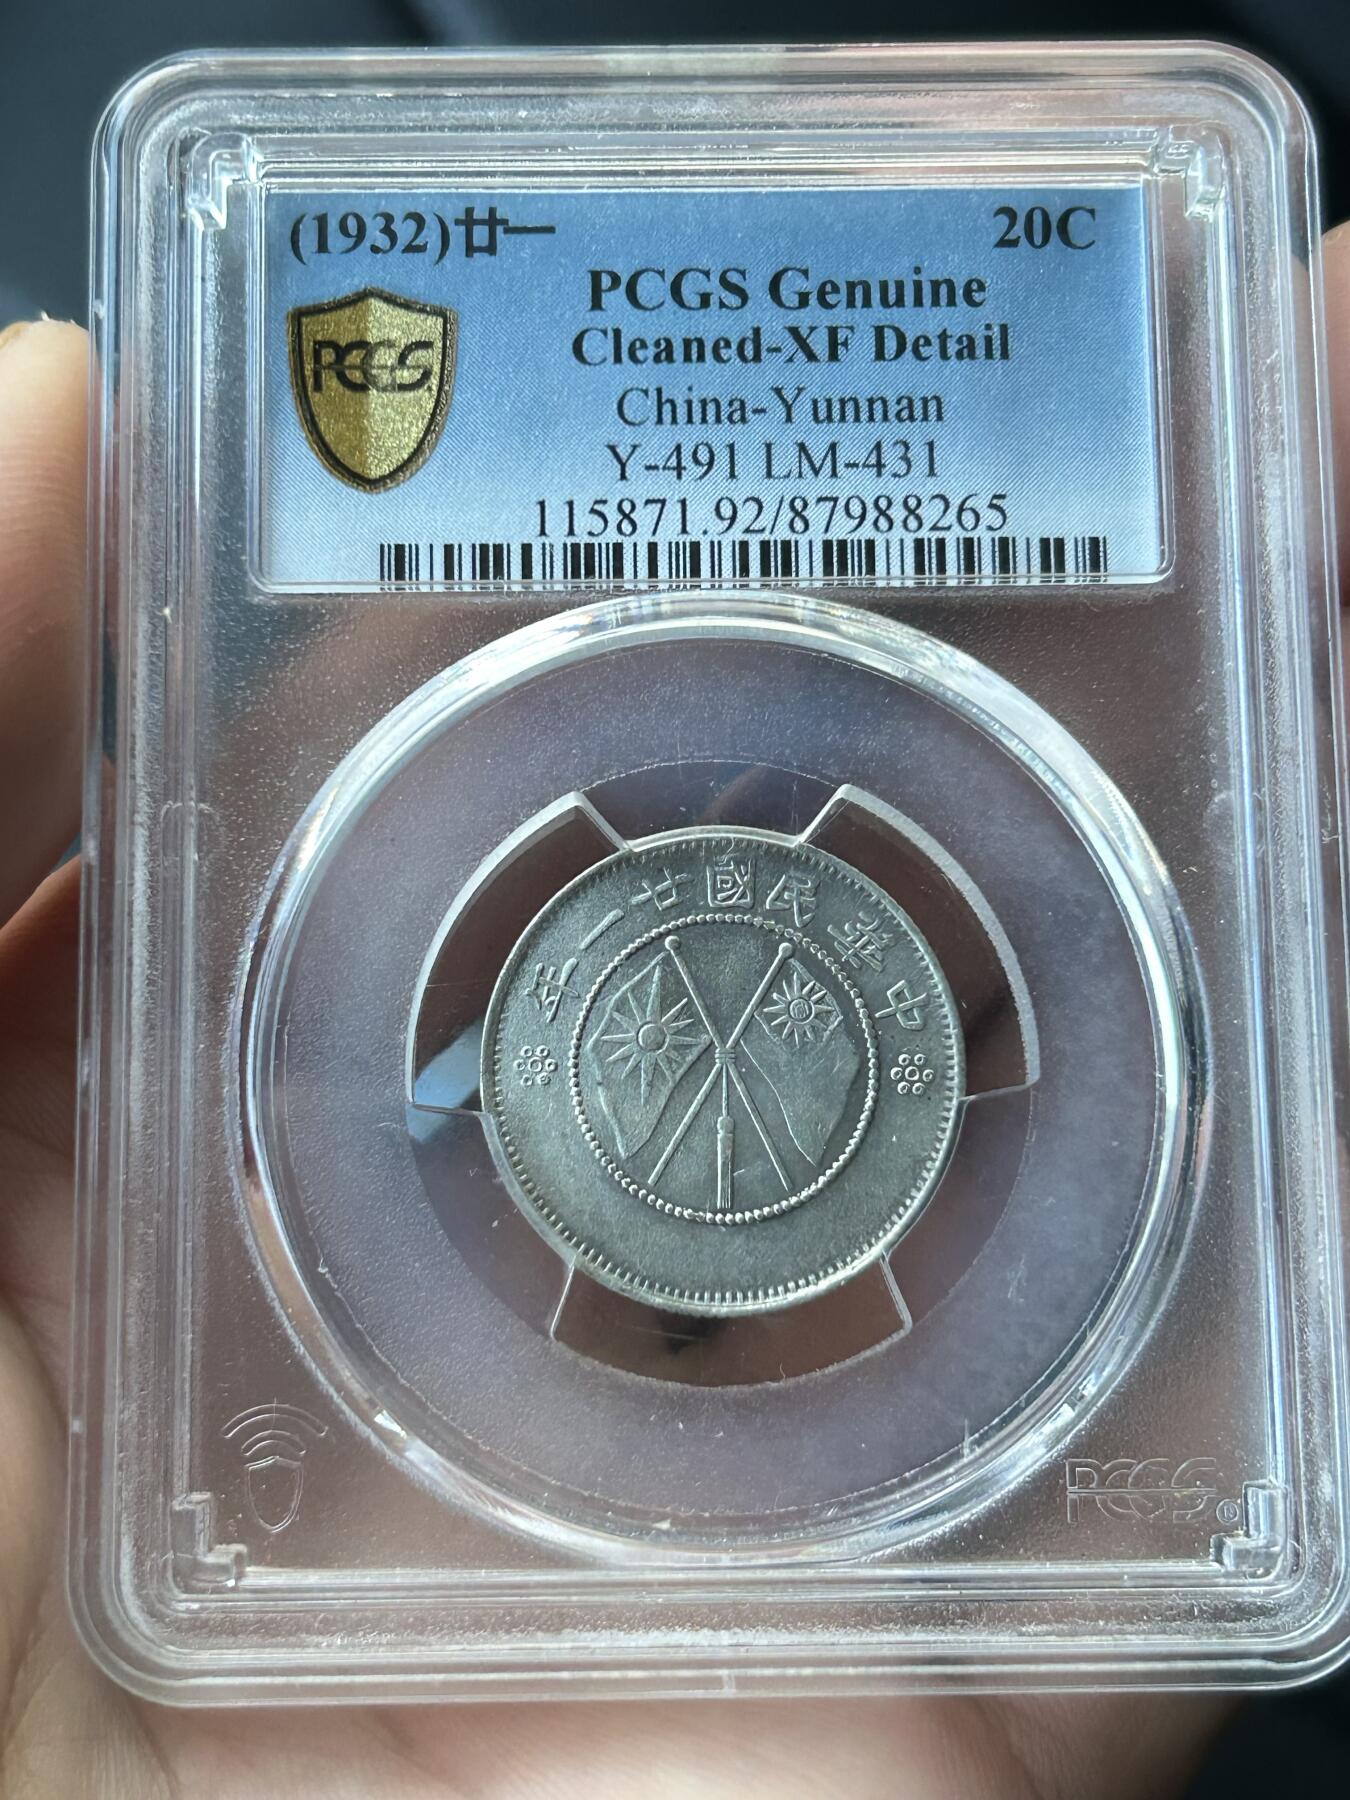 (1932)廿一 20C
PCGS Genuine
PCGS
Cleaned-XF Detail
China-Yunnan
Y-491 LM-431
115871.92/87988265
年一廿國民華中
PCGS®